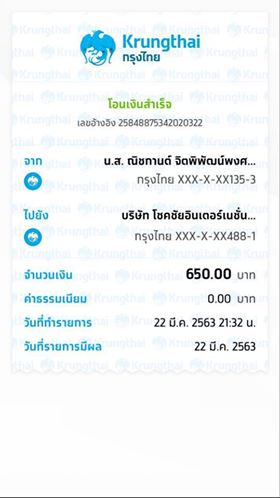 Krungthai
กรุงไทย
โอนเงินสำเร็จ
เลขอ้างอิง 25848875342020322
จาก น.ส. ณิชกานต์ จิตพิพัฒน์พงศ...
กรุงไทย XXX-X-XX135-3
ไปยัง บริษัท โชคชัยอินเตอร์เนชั่น...
กรุงไทย XXX-X-XX488-1
จำนวนเงิน 650.00 บาท
ค่าธรรมเนียม 0.00 บาท
วันที่ทำรายการ 22 มี.ค. 2563 21:32 น.
วันที่รายการมีผล 22 มี.ค. 2563